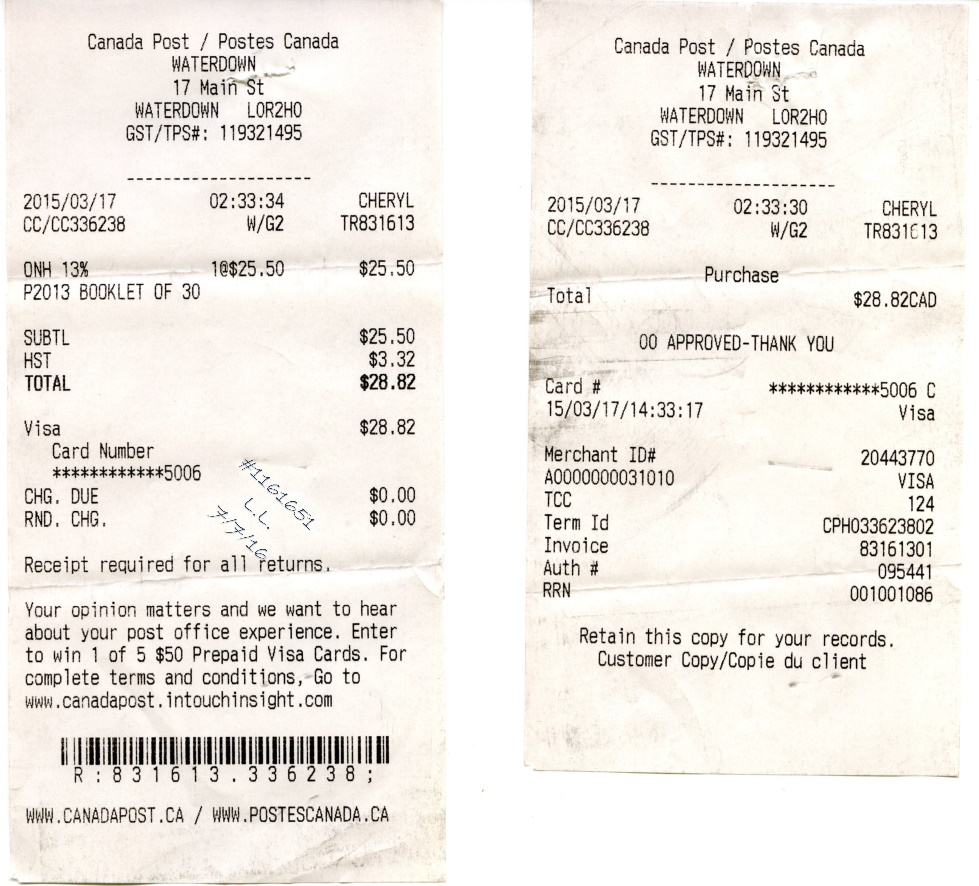 Canada Post / Postes Canada
WATERDOWN
17 Main St
WATERDOWN LOR2HO
GST/TPS#: 119321495
--------------------
2015/03/17 02:33:34 CHERYL
CC/CC336238 W/G2 TR831613
ONH 13% 1@$25.50 $25.50
P2013 BOOKLET OF 30
SUBTL $25.50
HST $3.32
TOTAL $28.82
Visa $28.82
Card Number
************5006
CHG. DUE $0.00
RND. CHG. $0.00
#1161651
L.L.
7/7/16
Receipt required for all returns.
Your opinion matters and we want to hear
about your post office experience. Enter
to win 1 of 5 $50 Prepaid Visa Cards. For
complete terms and conditions, Go to
www.canadapost.intouchinsight.com
R:831613.336238;
WWW.CANADAPOST.CA / WWW.POSTESCANADA.CA
Canada Post / Postes Canada
WATERDOWN
17 Main St
WATERDOWN LOR2HO
GST/TPS#: 119321495
--------------------
2015/03/17 02:33:30 CHERYL
CC/CC336238 W/G2 TR831613
Purchase
Total $28.82CAD
00 APPROVED-THANK YOU
Card # ************5006 C
15/03/17/14:33:17 Visa
Merchant ID# 20443770
A0000000031010 VISA
TCC 124
Term Id CPH033623802
Invoice 83161301
Auth # 095441
RRN 001001086
Retain this copy for your records.
Customer Copy/Copie du client